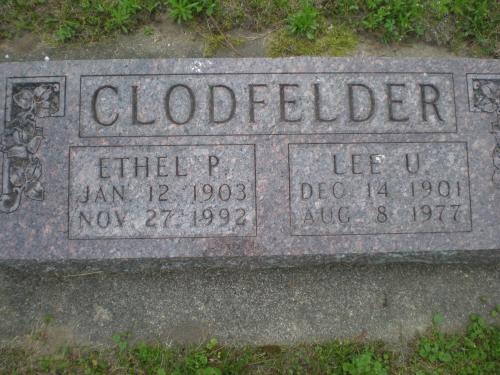 CLODFELDER
ETHEL P.
JAN. 12 1903
NOV. 27 1992
LEE U.
DEC. 14 1901
AUG. 8 1977